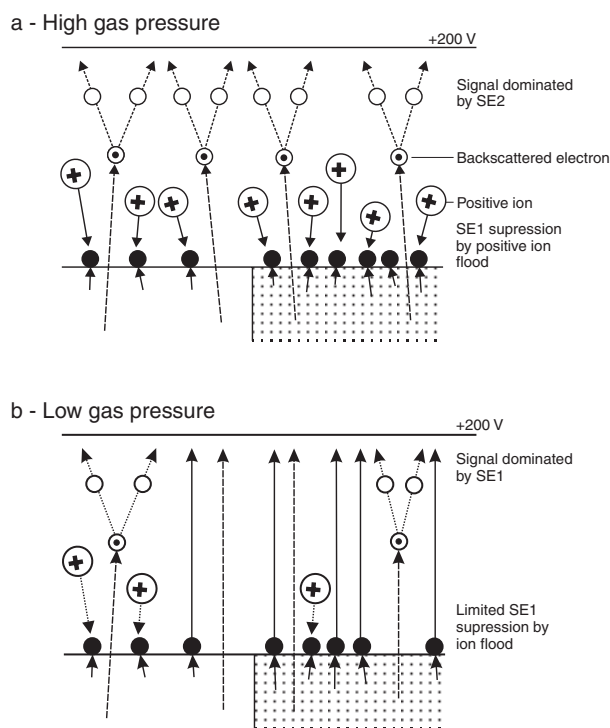 a - High gas pressure
+200 V
Signal dominated
by SE2
Backscattered electron
Positive ion
SE1 supression
by positive ion
flood
b - Low gas pressure
+200 V
Signal dominated
by SE1
Limited SE1
supression by
ion flood